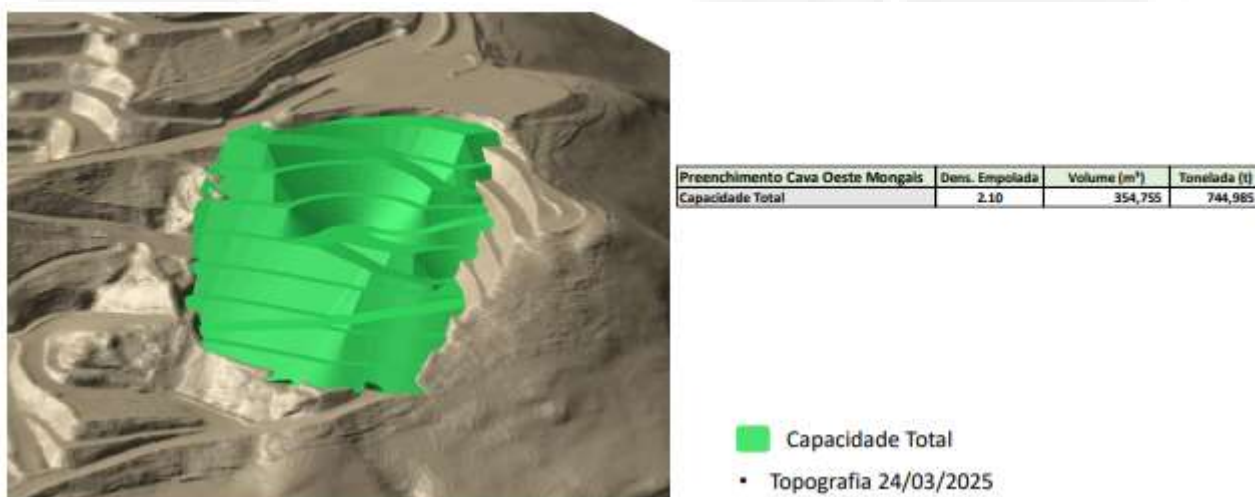 Preenchimento Cava Oeste Mongais Dens. Empolada Volume (m³) Tonelada (t)
Capacidade Total 2.10 354,755 744,985
Capacidade Total
▪ Topografia 24/03/2025